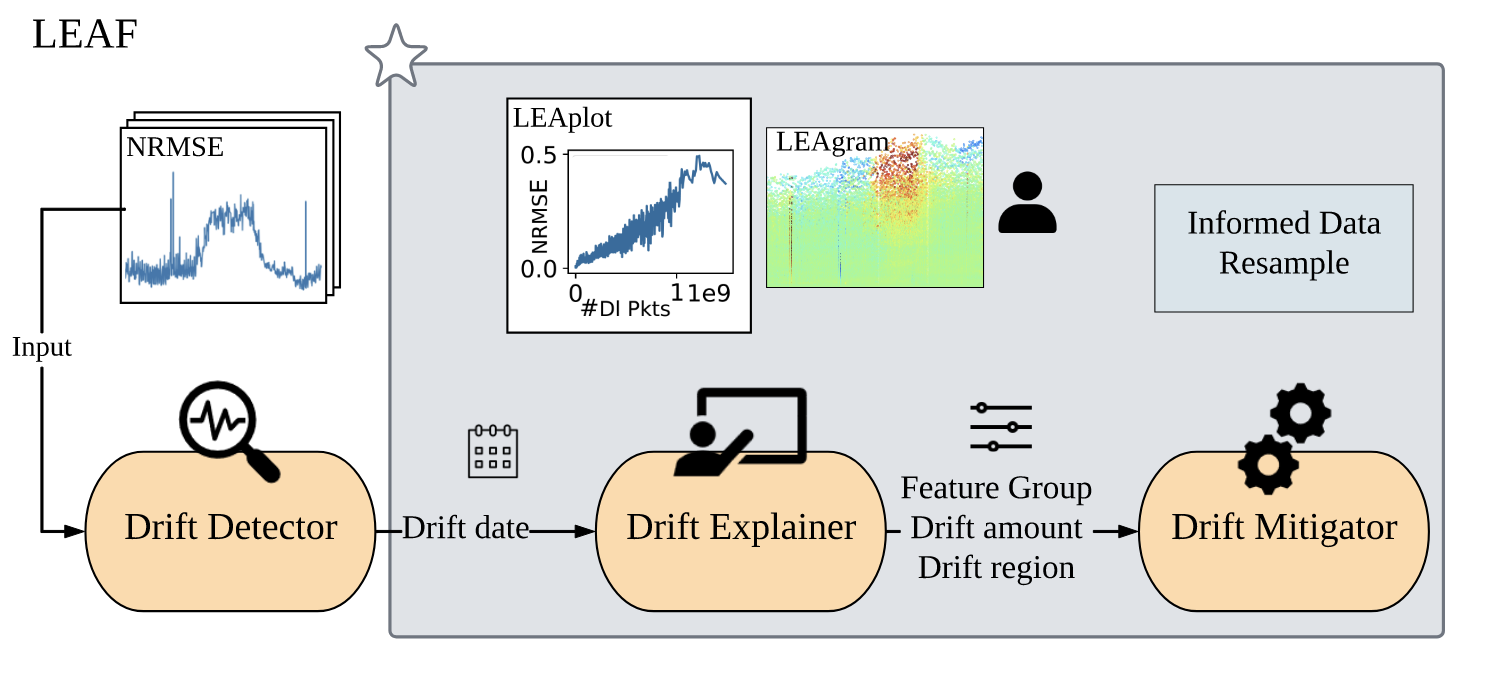 LEAF
NRMSE
LEAplot
0.5
NRMSE
0.0
0
11e9
#Dl Pkts
LEAgram
Informed Data
Resample
Input
Drift Detector
Drift date
Drift Explainer
Feature Group
Drift amount
Drift region
Drift Mitigator